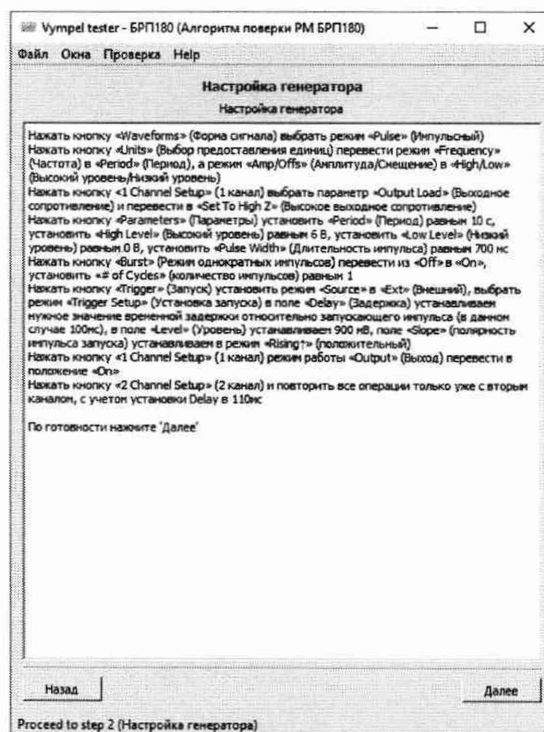 Vympel tester - БРП180 (Алгоритм поверки РМ БРП180)
Файл Окна Проверка Help
Настройка генератора
Настройка генератора
Нажать кнопку «Waveforms» (Форма сигнала) выбрать режим «Pulse» (Импульсный)
Нажать кнопку «Units» (Выбор предоставления единиц) перевести режим «Frequency»
(Частота) в «Period» (Период), а режим «Amp/Offs» (Амплитуда/Смещение) в «High/Low»
(Высокий уровень/Низкий уровень)
Нажать кнопку «1 Channel Setup» (1 канал) выбрать параметр «Output Load» (Выходное
сопротивление) и перевести в «Set To High Z» (Высокое выходное сопротивление)
Нажать кнопку «Parameters» (Параметры) установить «Period» (Период) равным 10 с,
установить «High Level» (Высокий уровень) равным 6 В, установить «Low Level» (Низкий
уровень) равным 0 В, установить «Pulse Width» (Длительность импульса) равным 700 мс
Нажать кнопку «Burst» (Режим однократных импульсов) перевести из «Off» в «On»,
установить «# of Cycles» (количество импульсов) равным 1
Нажать кнопку «Trigger» (Запуск) установить режим «Source» в «Ext» (Внешний), выбрать
режим «Trigger Setup» (Установка запуска) в поле «Delay» (Задержка) устанавливаем
нужное значение временной задержки относительно запускающего импульса (в данном
случае 100мс), в поле «Level» (Уровень) устанавливаем 900 мВ, поле «Slope» (полярность
импульса запуска) устанавливаем в режим «Rising↑» (положительный)
Нажать кнопку «1 Channel Setup» (1 канал) режим работы «Output» (Выход) перевести в
положение «On»
Нажать кнопку «2 Channel Setup» (2 канал) и повторить все операции только уже с вторым
каналом, с учетом установки Delay в 110мс
По готовности нажмите 'Далее'
Назад Далее
Proceed to step 2 (Настройка генератора)